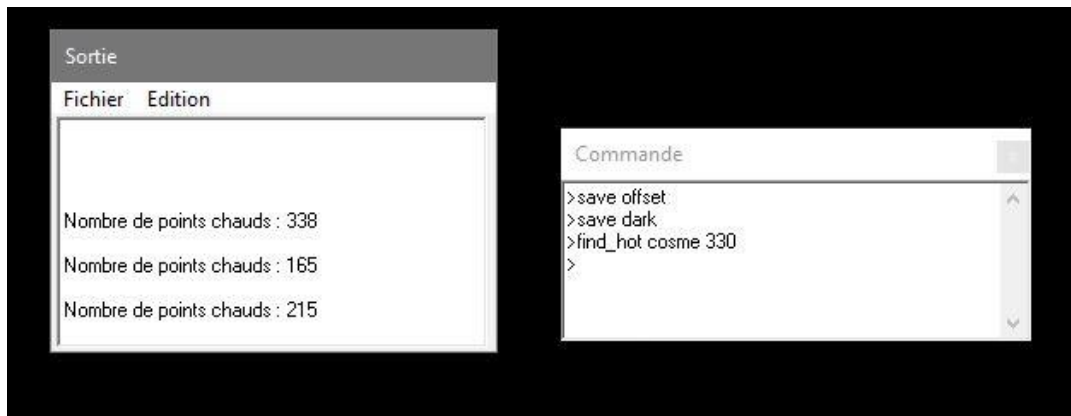 Sortie
Fichier Edition
Nombre de points chauds : 338
Nombre de points chauds : 165
Nombre de points chauds : 215
Commande
>save offset
>save dark
>find_hot cosme 330
>